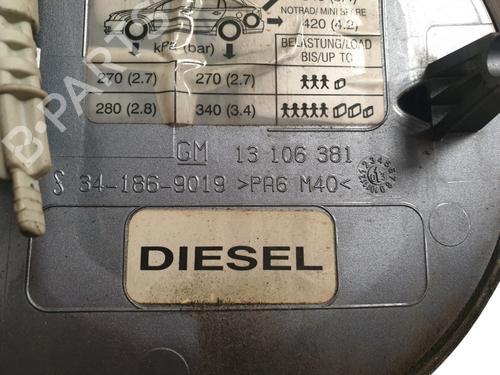 NOTRAD/MINI SPARE
420 (4.2)
kPa (bar)
BELASTUNG/LOAD
BIS/UP TO
270 (2.7) 270 (2.7)
280 (2.8) 340 (3.4)
GM 13 106 381
34-186-9019 >PA6 M40<
DIESEL
B-PARTS